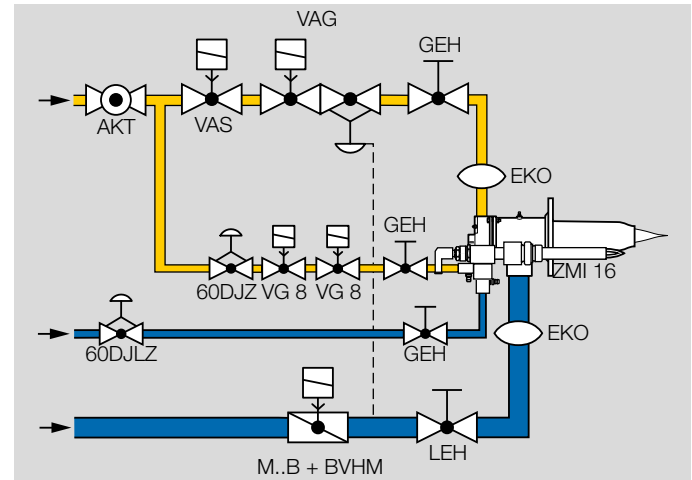 VAG
GEH
AKT
VAS
EKO
GEH
60DJZ
VG 8
VG 8
ZMI 16
60DJLZ
GEH
EKO
M..B + BVHM
LEH